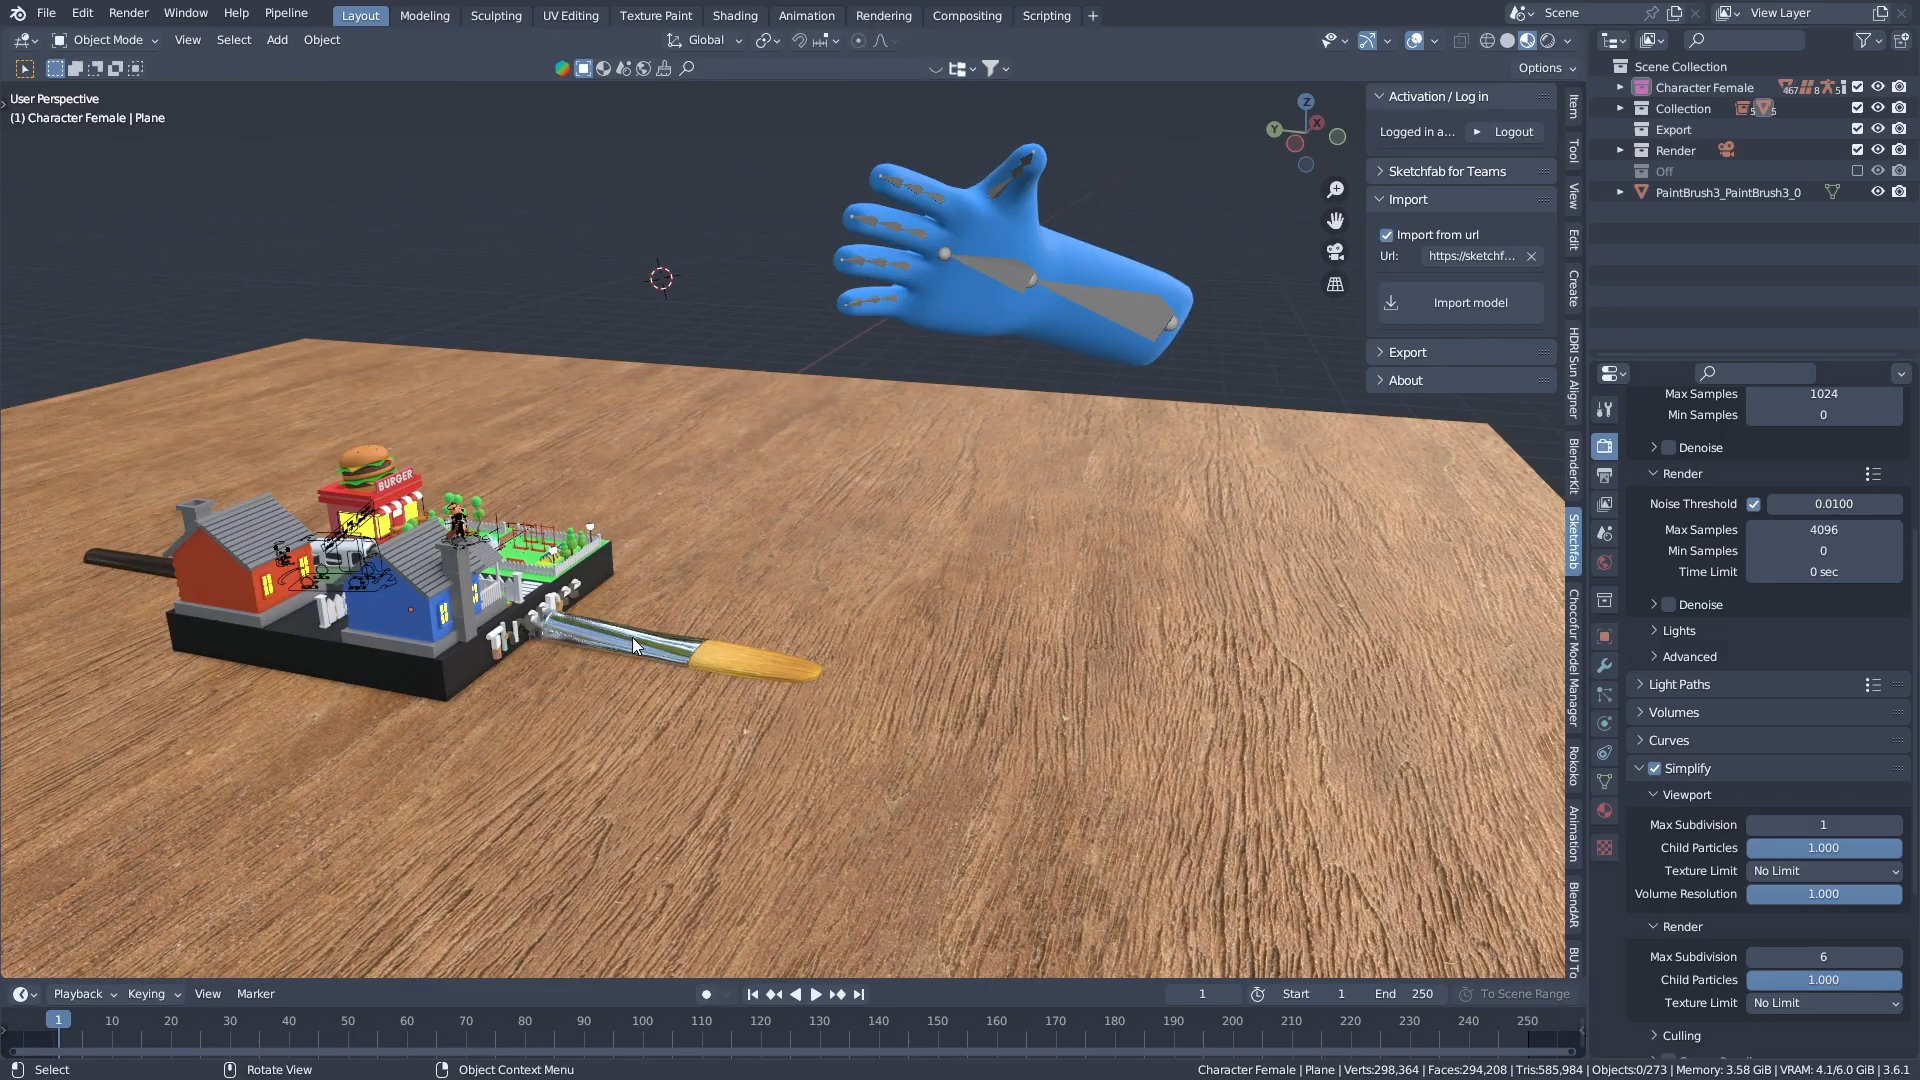 File Edit Render Window Help Pipeline Layout Modeling Sculpting UV Editing Texture Paint Shading Animation Rendering Compositing Scripting + Scene View Layer
Object Mode View Select Add Object Global
Options
User Perspective
(1) Character Female | Plane
Z
Y
X
BURGER
Activation / Log in
Logged in a... Logout
Sketchfab for Teams
Import
Import from url
Url: https://sketchf...
Import model
Export
About
Item
Tool
View
Edit
Create
HDRI Sun Aligner
BlenderKit
Sketchfab
Chocofur Model Manager
Rokoko
Animation
BlendAR
BU To
Scene Collection
Character Female 467 8 5
Collection 5 5
Export
Render
Off
PaintBrush3_PaintBrush3_0
Max Samples 1024
Min Samples 0
Denoise
Render
Noise Threshold 0.0100
Max Samples 4096
Min Samples 0
Time Limit 0 sec
Denoise
Lights
Advanced
Light Paths
Volumes
Curves
Simplify
Viewport
Max Subdivision 1
Child Particles 1.000
Texture Limit No Limit
Volume Resolution 1.000
Render
Max Subdivision 6
Child Particles 1.000
Texture Limit No Limit
Culling
Playback Keying View Marker 1 Start 1 End 250 To Scene Range
1 10 20 30 40 50 60 70 80 90 100 110 120 130 140 150 160 170 180 190 200 210 220 230 240 250
Select Rotate View Object Context Menu Character Female | Plane | Verts:298,364 | Faces:294,208 | Tris:585,984 | Objects:0/273 | Memory: 3.58 GiB | VRAM: 4.1/6.0 GiB | 3.6.1